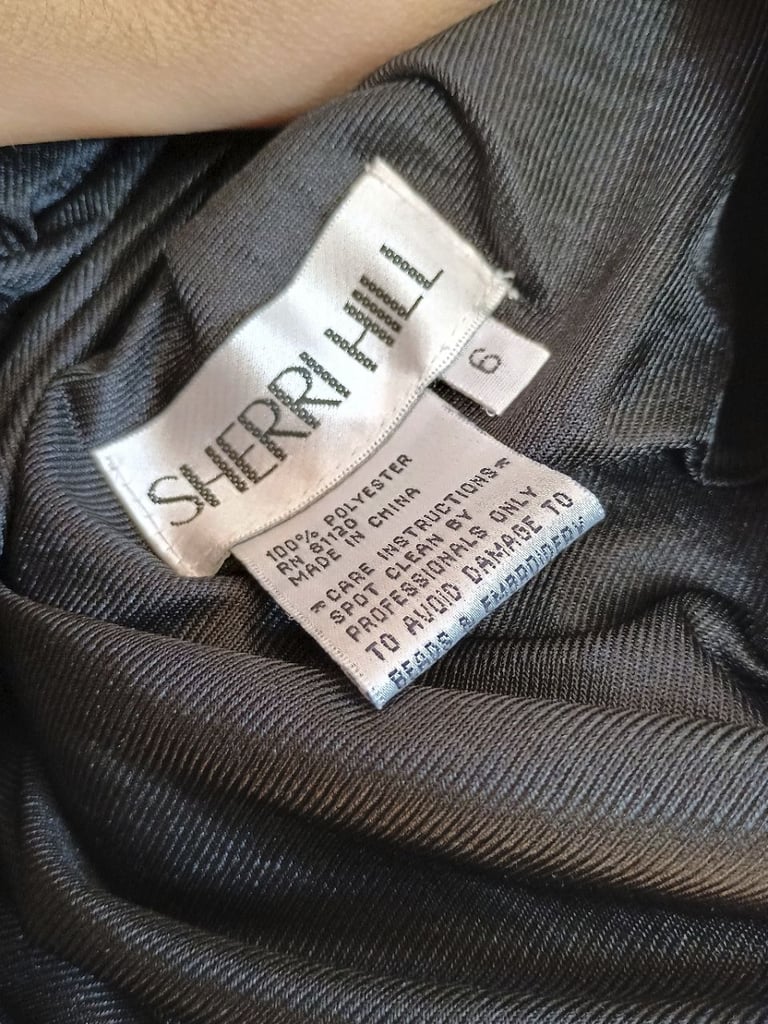 SHERRI HILL
6
100% POLYESTER
RN 61120
MADE IN CHINA
*CARE INSTRUCTIONS*
SPOT CLEAN BY
PROFESSIONALS ONLY
TO AVOID DAMAGE TO
BEADS & EMBROIDERY